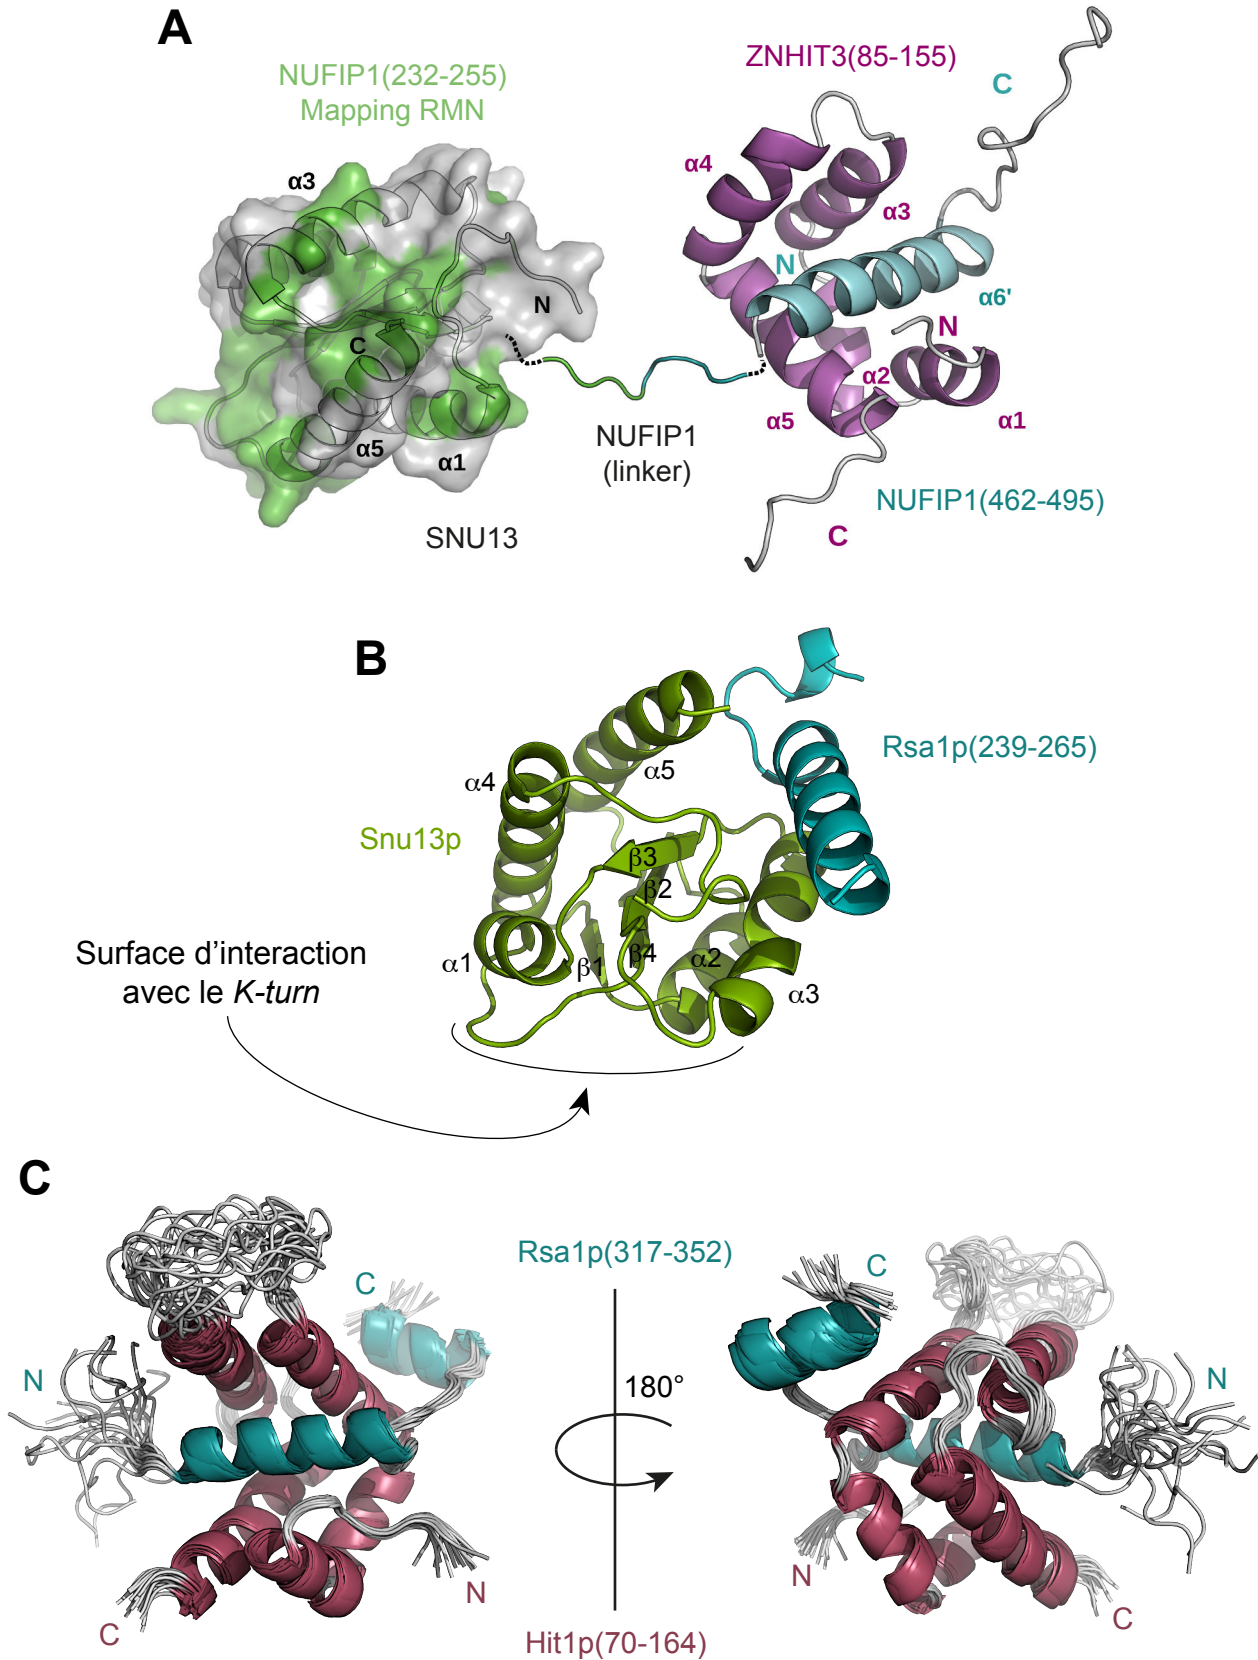 A
NUFIP1(232-255)
Mapping RMN
ZNHIT3(85-155)
C
α4
α3
α3
N
N
α6'
N
C
α2
α5
α1
α5
α1
NUFIP1
(linker)
NUFIP1(462-495)
SNU13
C
B
Rsa1p(239-265)
α5
α4
Snu13p
β3
β2
Surface d'interaction
avec le K-turn
α1
β1
β4
α2
α3
C
Rsa1p(317-352)
C
C
N
180°
N
N
N
C
C
Hit1p(70-164)